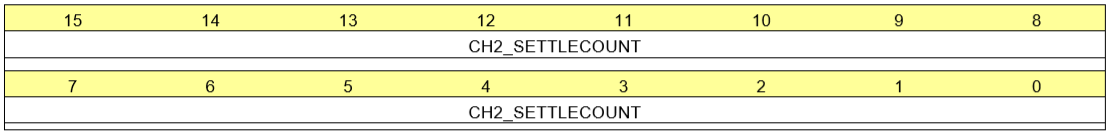 15 14 13 12 11 10 9 8
CH2_SETTLECOUNT
7 6 5 4 3 2 1 0
CH2_SETTLECOUNT